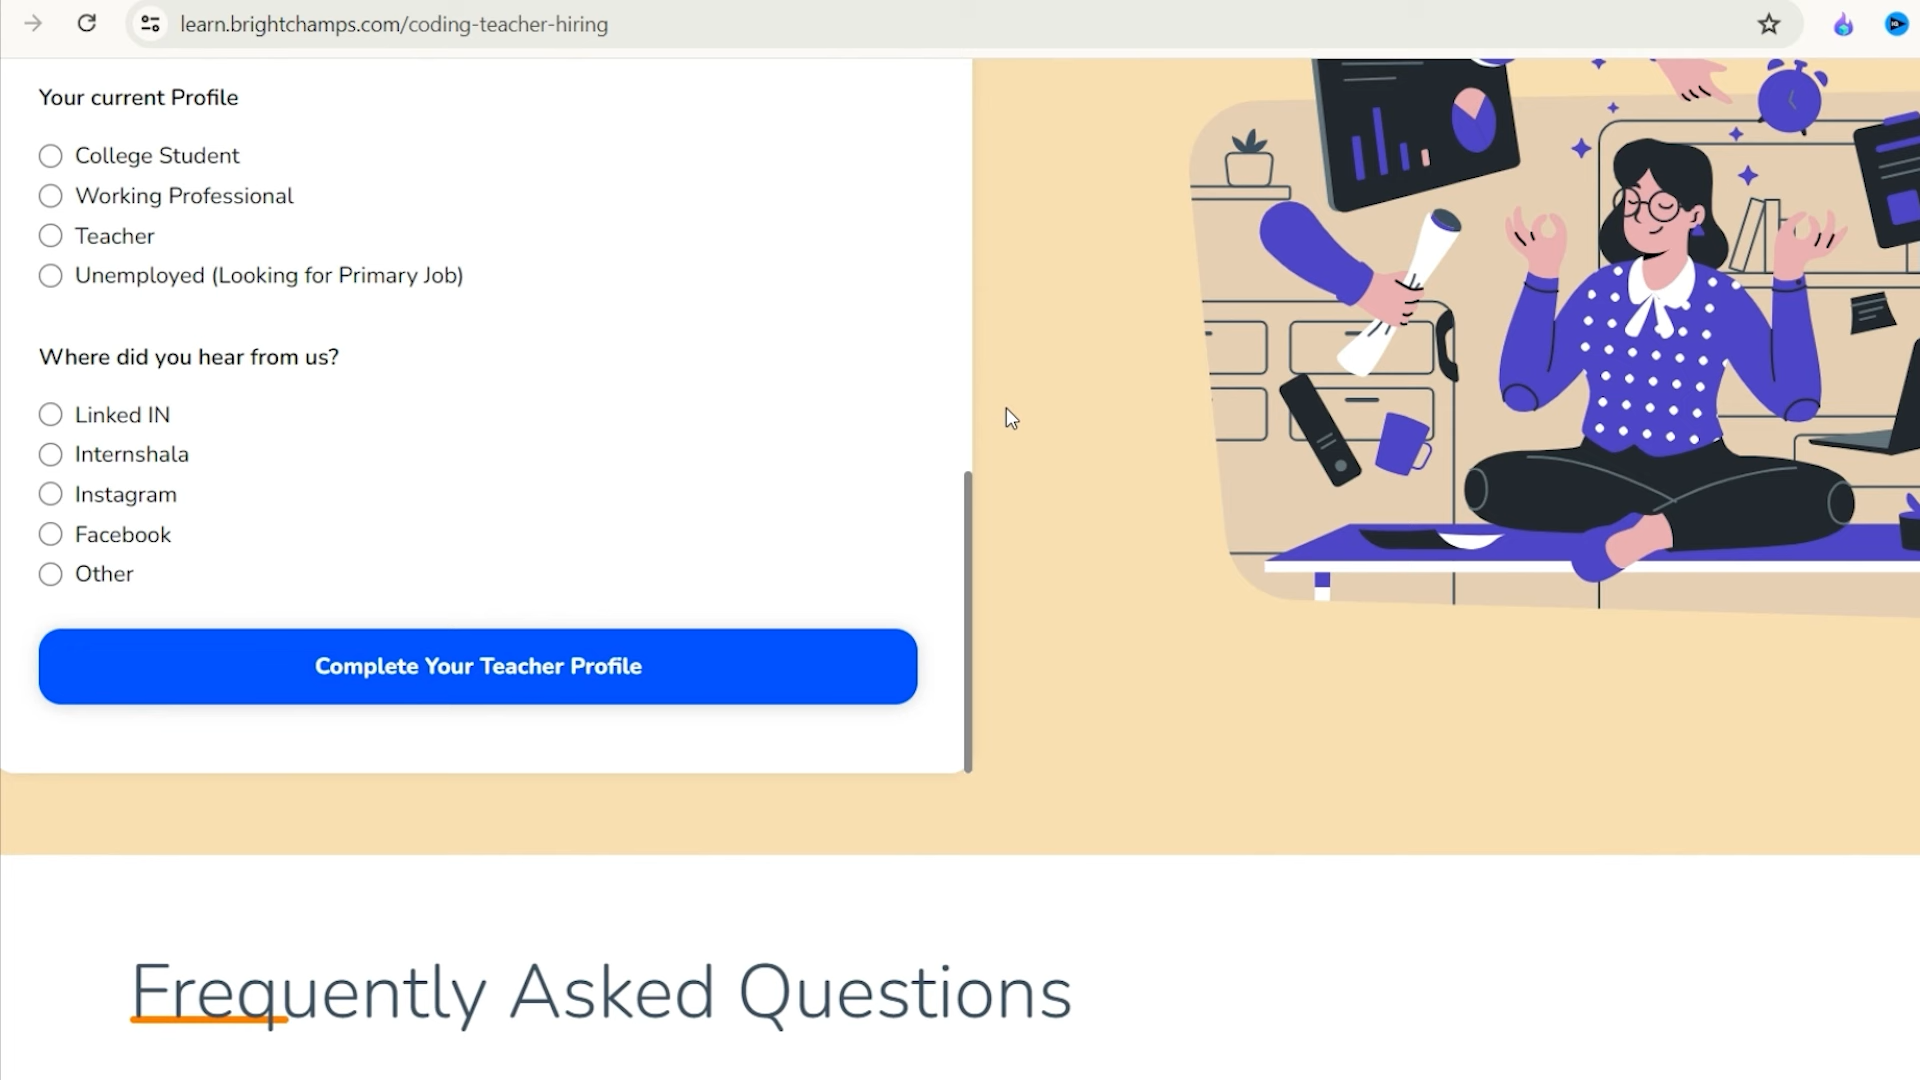 learn.brightchamps.com/coding-teacher-hiring
Your current Profile
College Student
Working Professional
Teacher
Unemployed (Looking for Primary Job)
Where did you hear from us?
Linked IN
Internshala
Instagram
Facebook
Other
Complete Your Teacher Profile
Frequently Asked Questions